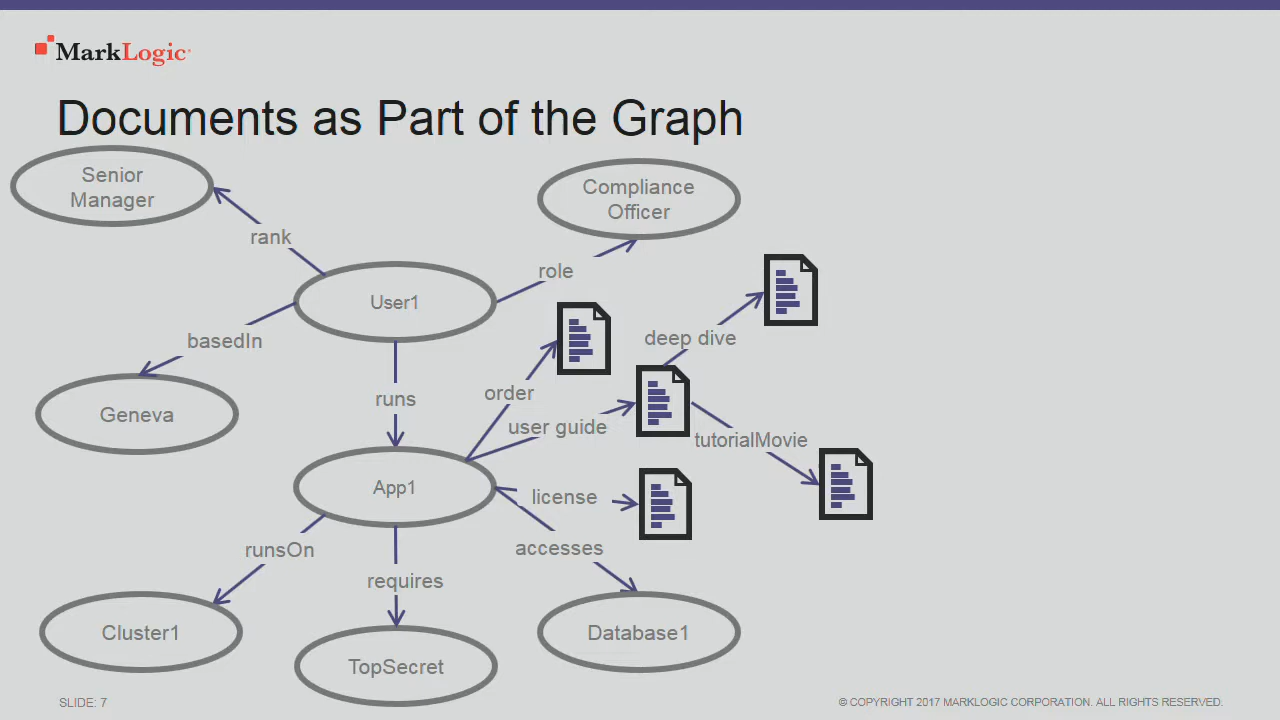 MarkLogic
Documents as Part of the Graph
Senior
Manager
Compliance
Officer
rank
role
User1
basedIn
deep dive
runs
order
Geneva
user guide
tutorialMovie
App1
license
runsOn
accesses
requires
Cluster1
Database1
TopSecret
SLIDE: 7
© COPYRIGHT 2017 MARKLOGIC CORPORATION. ALL RIGHTS RESERVED.